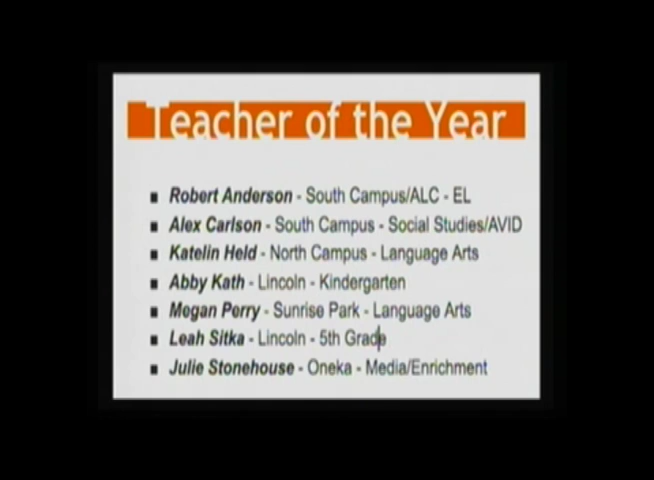 Teacher of the Year
Robert Anderson - South Campus/ALC - EL
Alex Carlson - South Campus - Social Studies/AVID
Katelin Held - North Campus - Language Arts
Abby Kath - Lincoln - Kindergarten
Megan Perry - Sunrise Park - Language Arts
Leah Sitka - Lincoln - 5th Grade
Julie Stonehouse - Oneka - Media/Enrichment